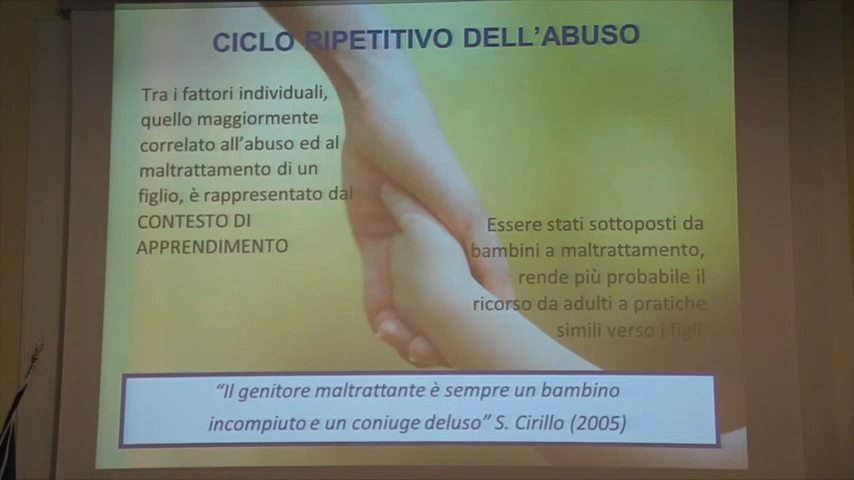 CICLO RIPETITIVO DELL'ABUSO
Tra i fattori individuali,
quello maggiormente
correlato all'abuso ed al
maltrattamento di un
figlio, è rappresentato dal
CONTESTO DI
APPRENDIMENTO
Essere stati sottoposti da
bambini a maltrattamento,
rende più probabile il
ricorso da adulti a pratiche
simili verso i figli.
"Il genitore maltrattante è sempre un bambino
incompiuto e un coniuge deluso" S. Cirillo (2005)